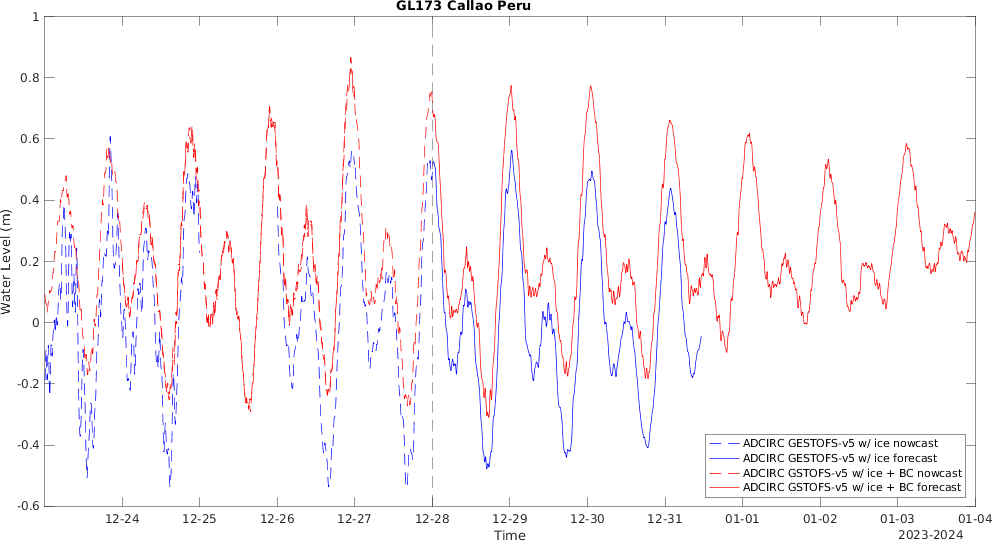 GL173 Callao Peru
1
0.8
0.6
0.4
0.2
0
-0.2
-0.4
-0.6
Water Level (m)
12-24 12-25 12-26 12-27 12-28 12-29 12-30 12-31 01-01 01-02 01-03 01-04
Time
2023-2024
ADCIRC GESTOFS-v5 w/ ice nowcast
ADCIRC GESTOFS-v5 w/ ice forecast
ADCIRC GSTOFS-v5 w/ ice + BC nowcast
ADCIRC GSTOFS-v5 w/ ice + BC forecast